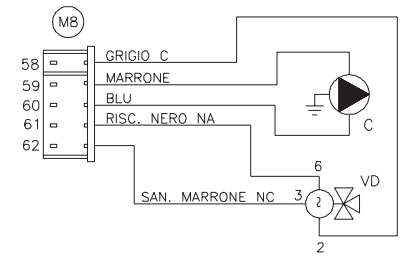 M8
58 GRIGIO C
59 MARRONE
60 BLU
61 RISC. NERO NA
62
C
6
VD
SAN. MARRONE NC 3 2
2